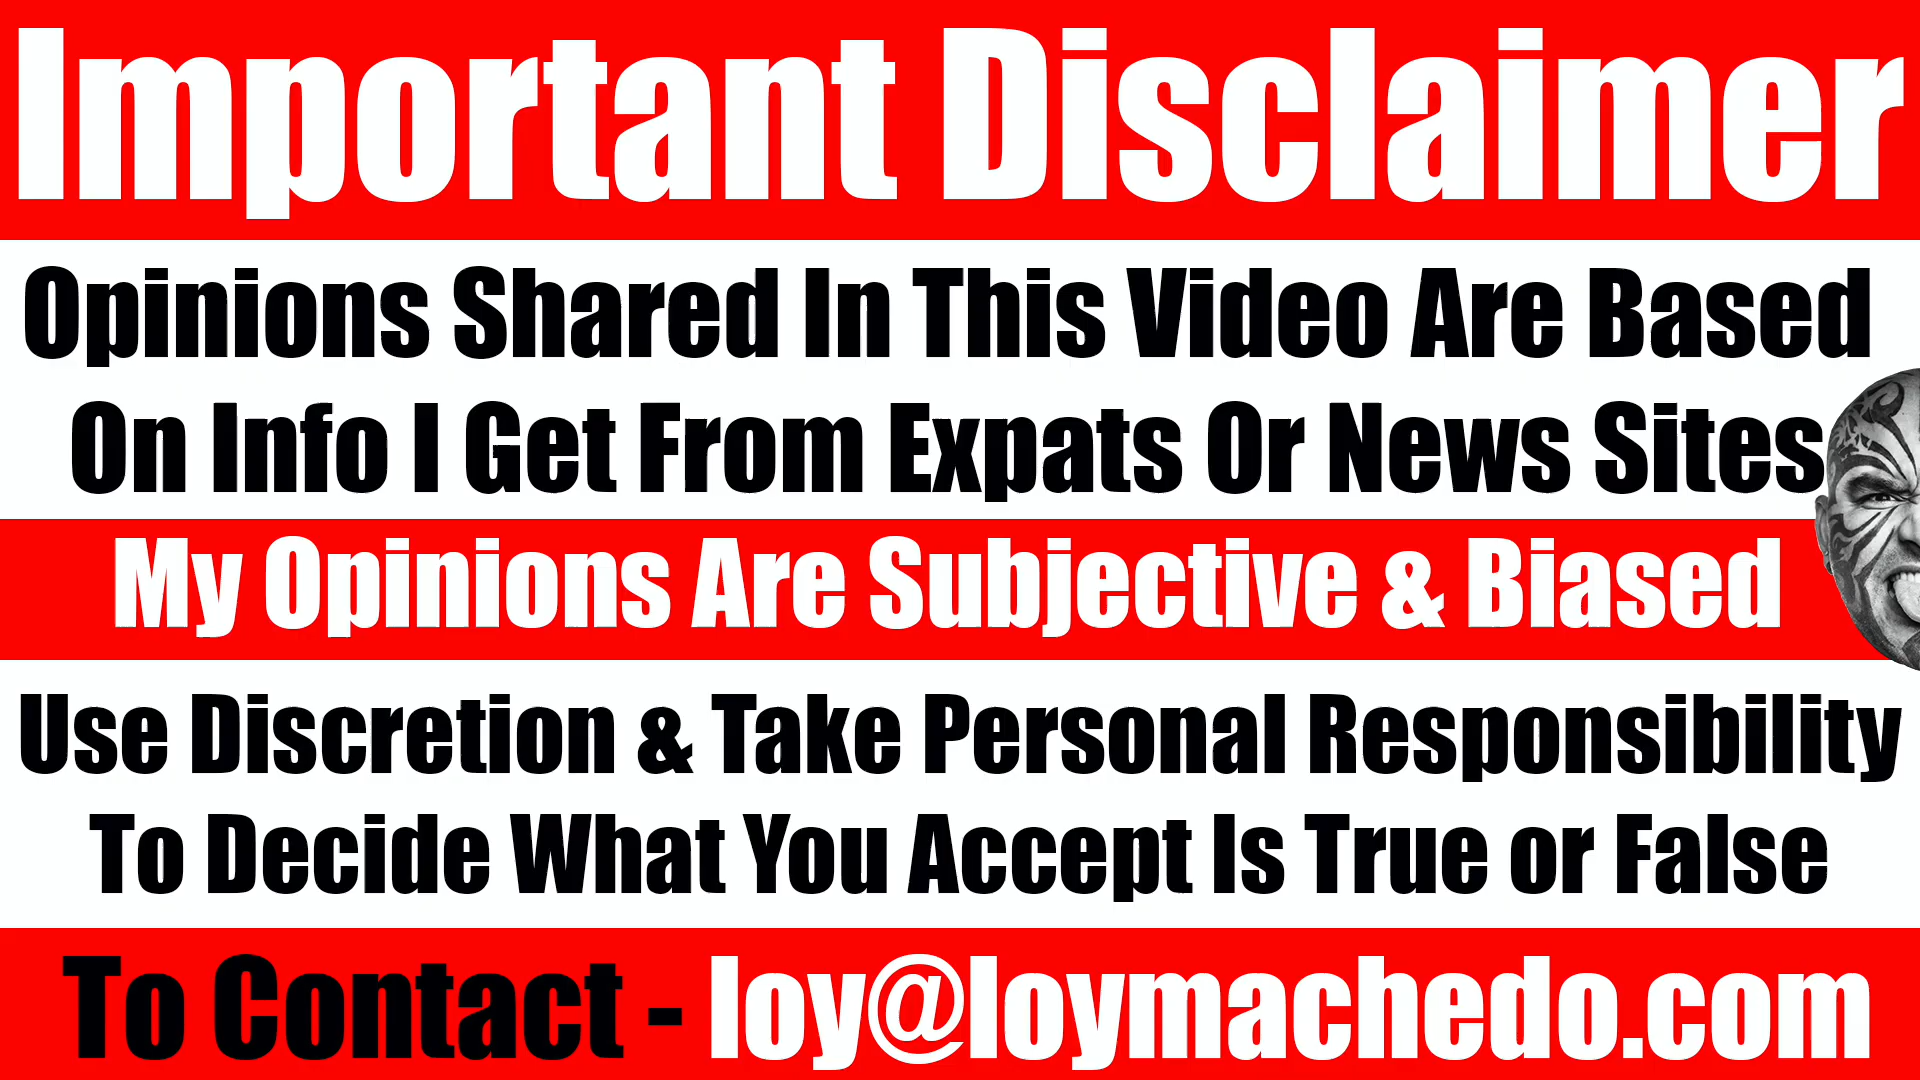 Important Disclaimer
Opinions Shared In This Video Are Based
On Info I Get From Expats Or News Sites
My Opinions Are Subjective & Biased
Use Discretion & Take Personal Responsibility
To Decide What You Accept Is True or False
To Contact - loy@loymachedo.com